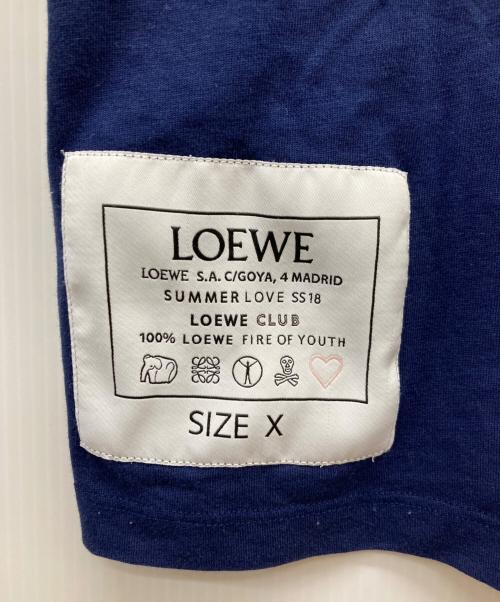 LOEWE
LOEWE S.A. C/GOYA, 4 MADRID
SUMMER LOVE SS18
LOEWE CLUB
100% LOEWE FIRE OF YOUTH
SIZE X